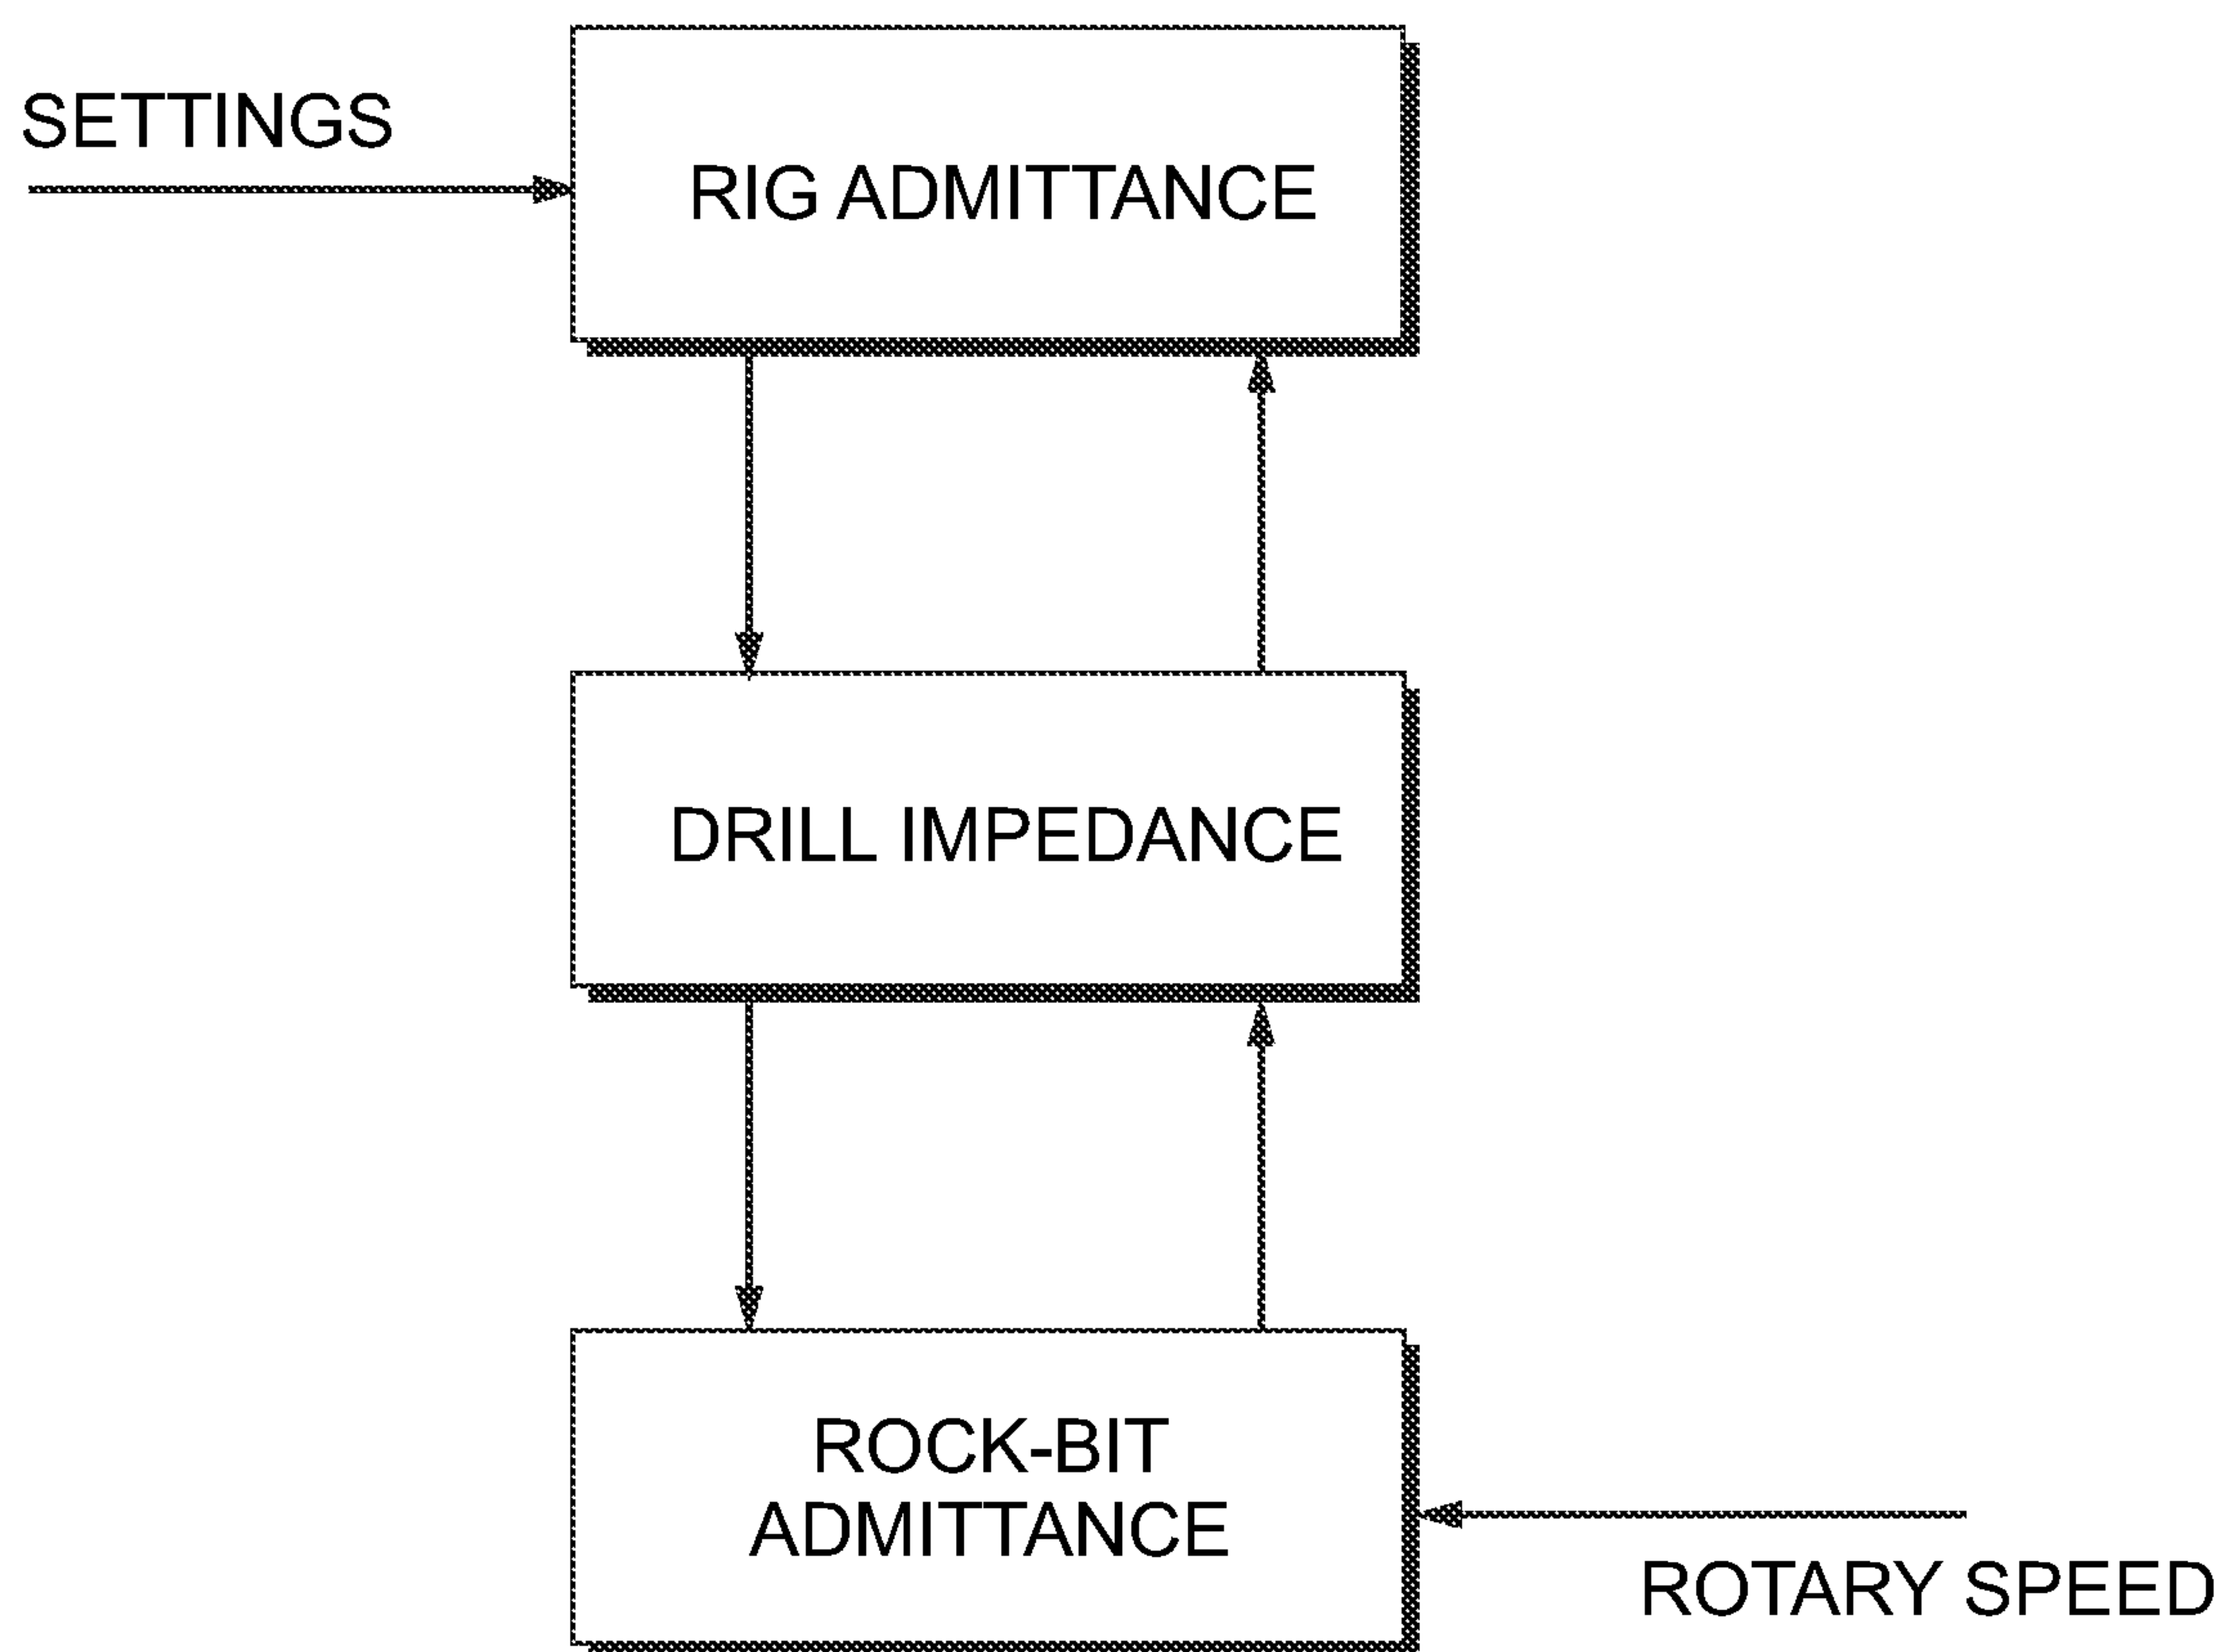 SETTINGS
RIG ADMITTANCE
DRILL IMPEDANCE
ROCK-BIT
ADMITTANCE
ROTARY SPEED